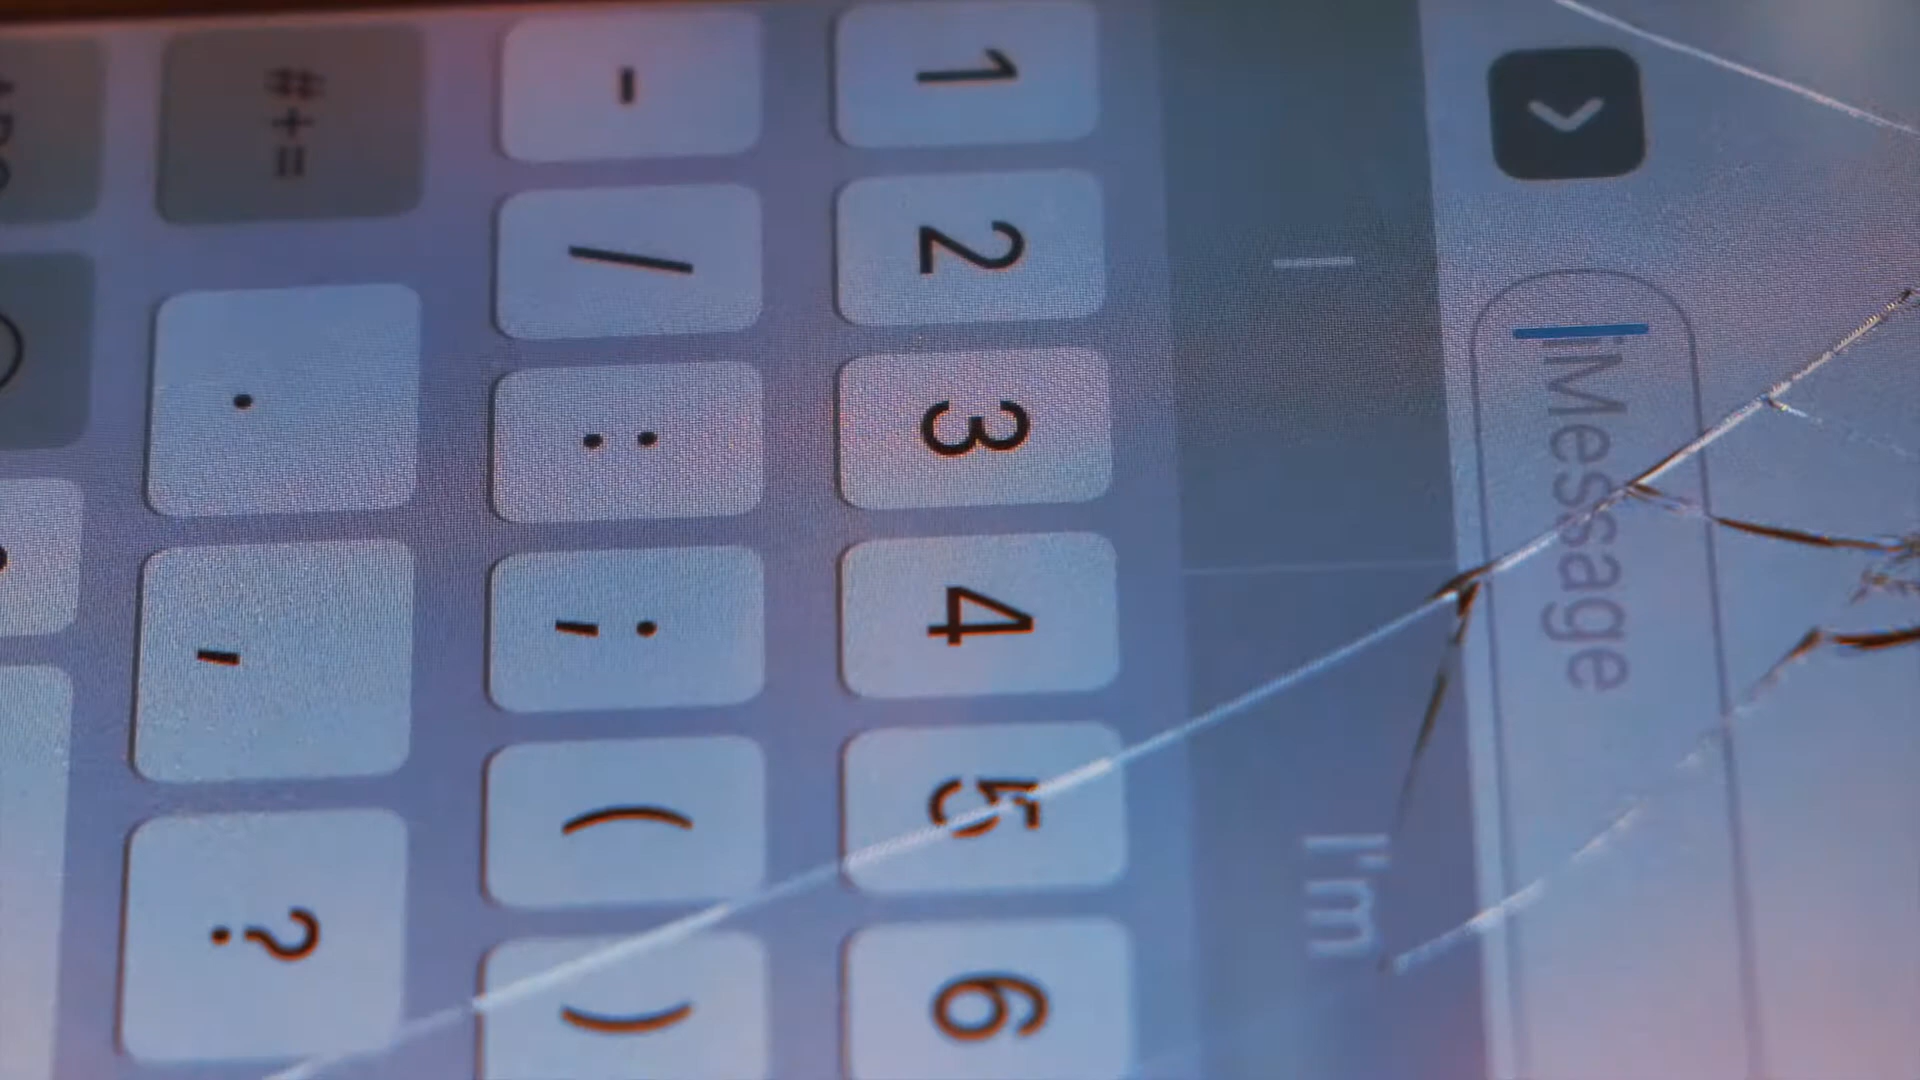 iMessage
I'm
1 2 3 4 5 6
- / : ; ( )
#+= . , ?